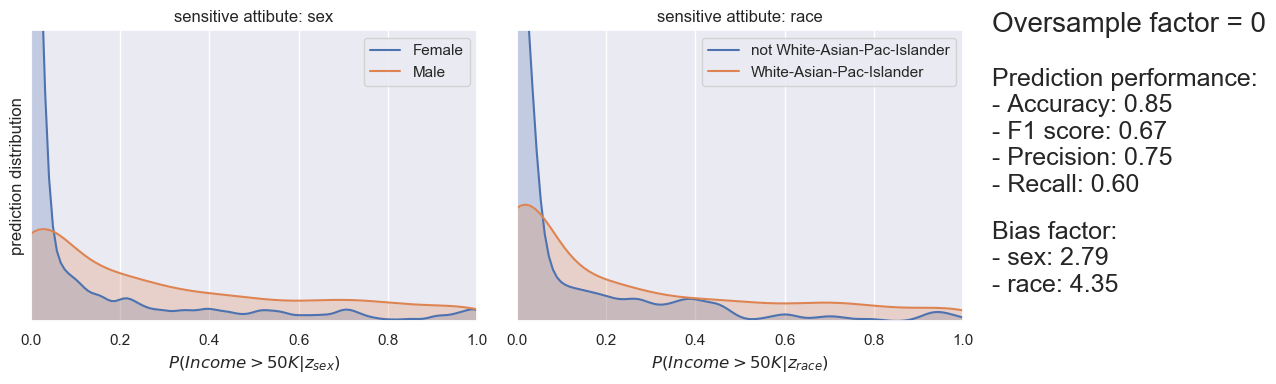 sensitive attibute: sex
Female
Male
prediction distribution
0.0 0.2 0.4 0.6 0.8 1.0
P(Income > 50K|z_sex)
sensitive attibute: race
not White-Asian-Pac-Islander
White-Asian-Pac-Islander
0.0 0.2 0.4 0.6 0.8 1.0
P(Income > 50K|z_race)
Oversample factor = 0
Prediction performance:
- Accuracy: 0.85
- F1 score: 0.67
- Precision: 0.75
- Recall: 0.60
Bias factor:
- sex: 2.79
- race: 4.35